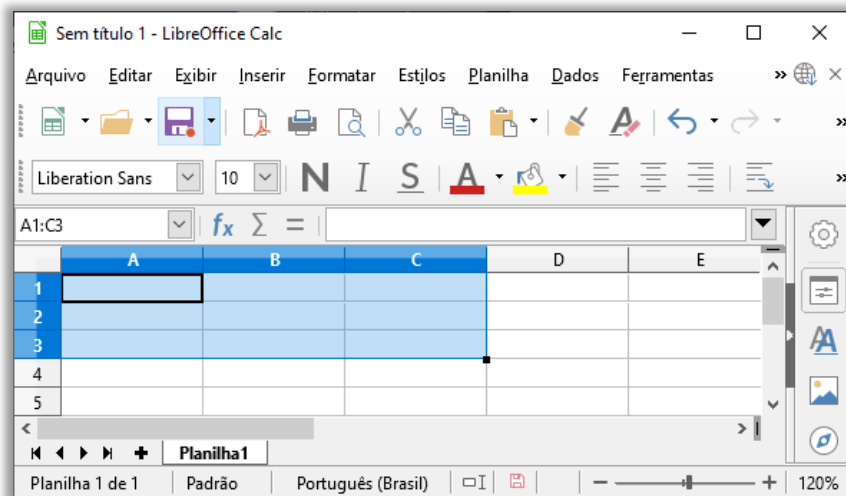 Sem título 1 - LibreOffice Calc
Arquivo Editar Exibir Inserir Formatar Estilos Planilha Dados Ferramentas »
»
Liberation Sans 10 N I S A »
A1:C3 fx Σ =
A B C D E
1
2
3
4
5
Planilha1
Planilha 1 de 1 Padrão Português (Brasil) 120%